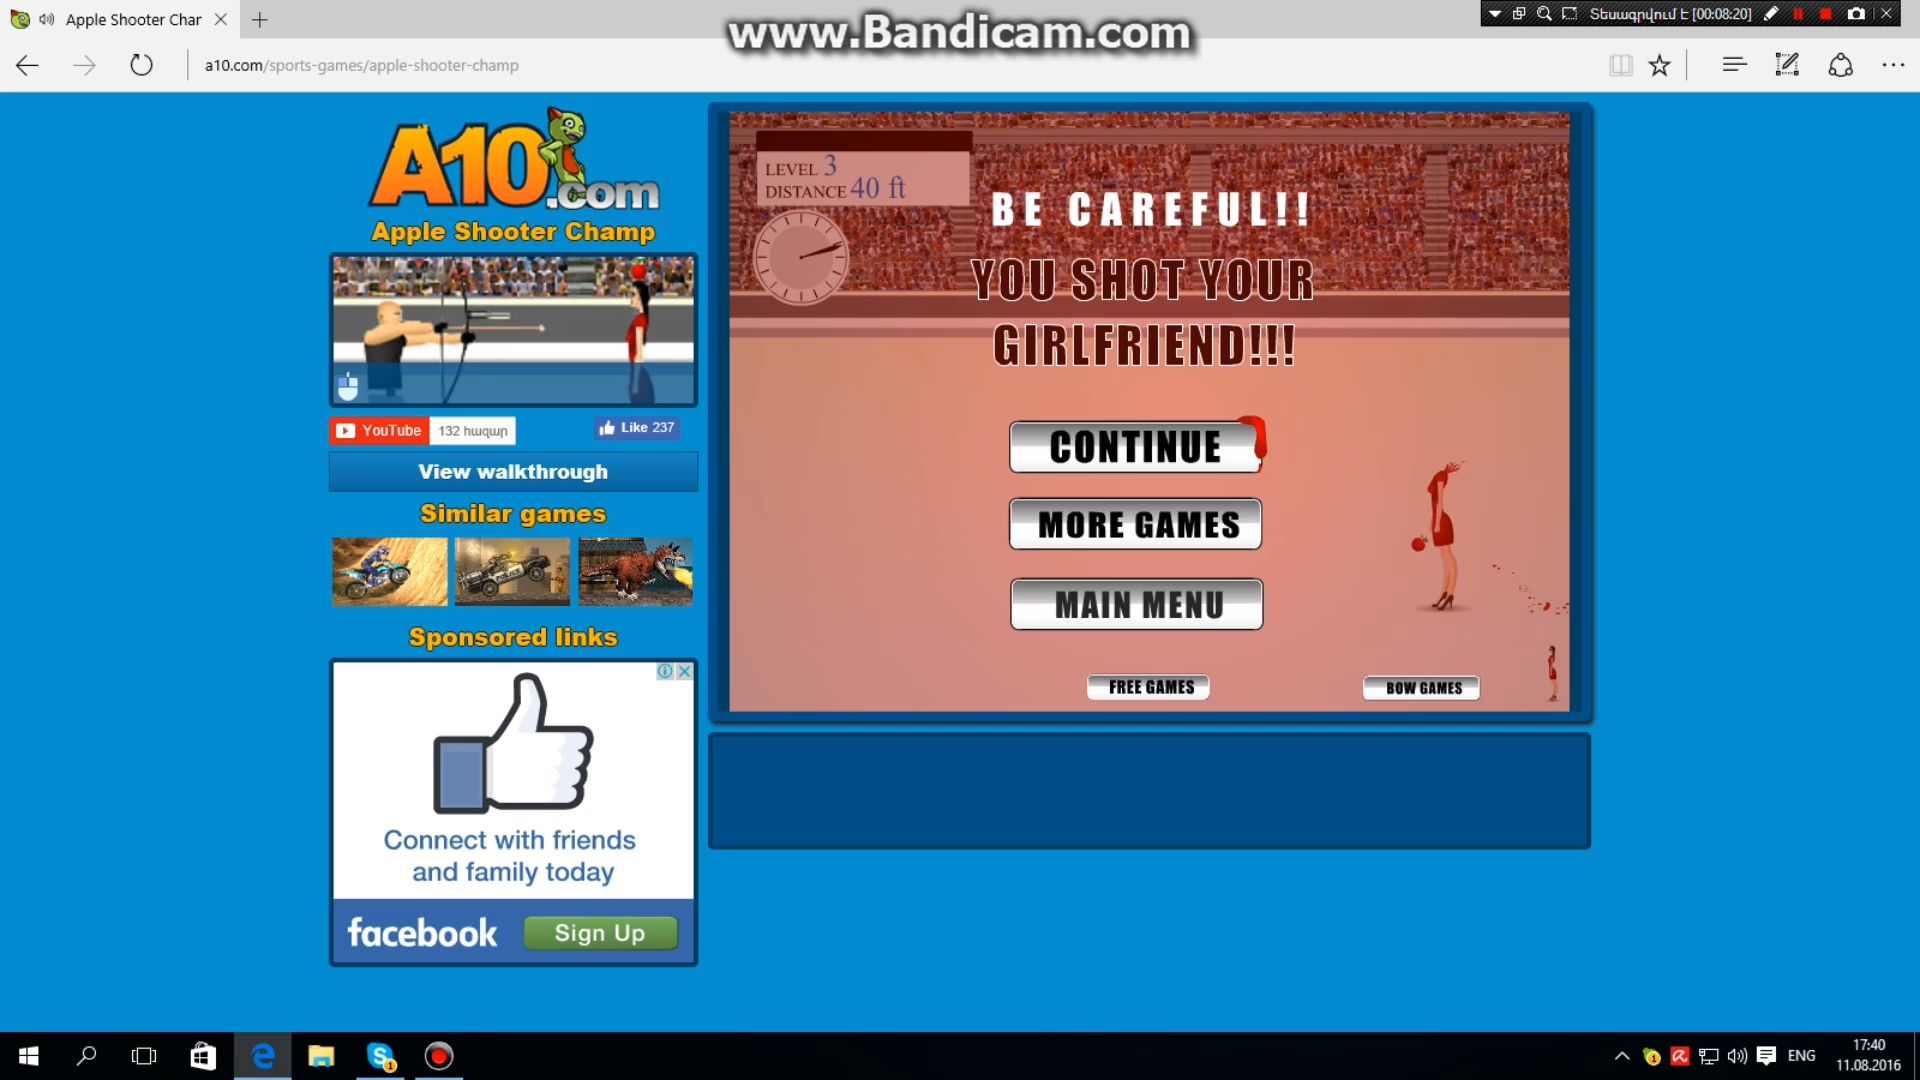 Apple Shooter Char
www.Bandicam.com
Տեսագրվում է [00:08:20]
a10.com/sports-games/apple-shooter-champ
A10.com
Apple Shooter Champ
YouTube 132 հազար
Like 237
View walkthrough
Similar games
POLICE
Sponsored links
Connect with friends
and family today
facebook
Sign Up
LEVEL 3
DISTANCE 40 ft
BE CAREFUL!!
YOU SHOT YOUR
GIRLFRIEND!!!
CONTINUE
MORE GAMES
MAIN MENU
FREE GAMES
BOW GAMES
1
1
ENG
17:40
11.08.2016